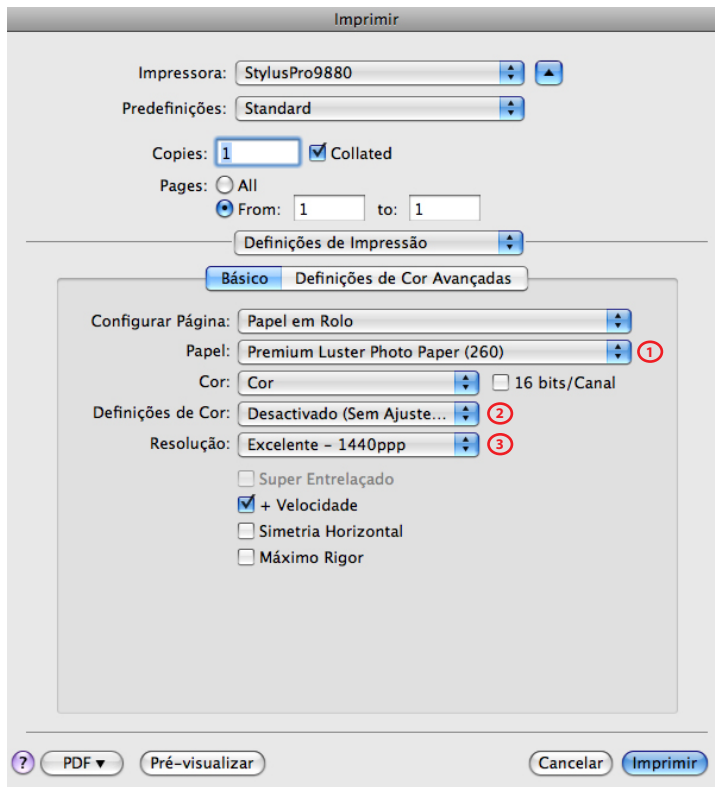 Imprimir
Impressora: StylusPro9880
Predefinições: Standard
Copies: 1 Collated
Pages: All
From: 1 to: 1
Definições de Impressão
Básico Definições de Cor Avançadas
Configurar Página: Papel em Rolo
Papel: Premium Luster Photo Paper (260) 1
Cor: Cor 16 bits/Canal
Definições de Cor: Desactivado (Sem Ajuste... 2
Resolução: Excelente – 1440ppp 3
Super Entrelaçado
+ Velocidade
Simetria Horizontal
Máximo Rigor
? PDF ▼ Pré-visualizar Cancelar Imprimir